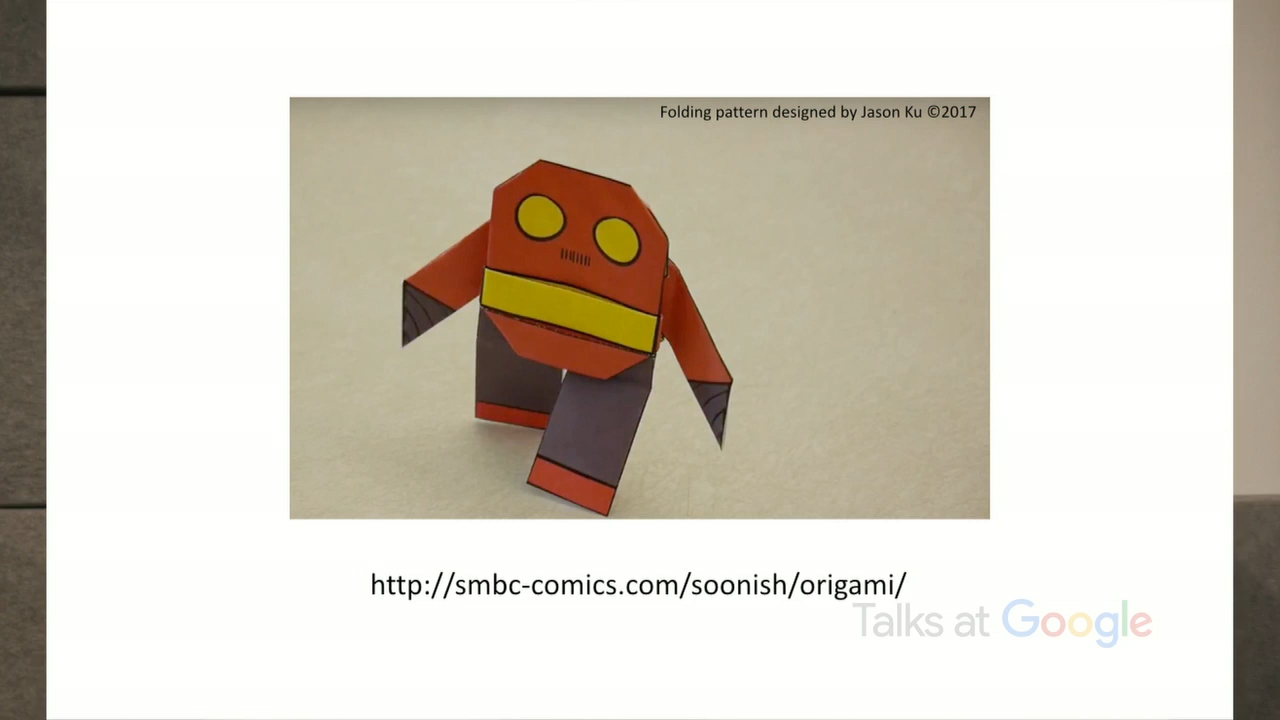 Folding pattern designed by Jason Ku ©2017
http://smbc-comics.com/soonish/origami/
Talks at Google